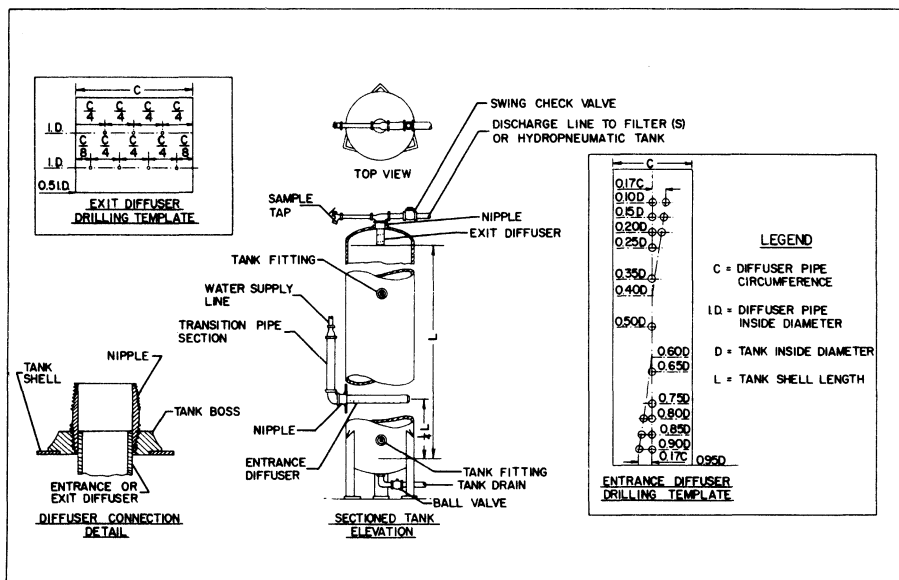 C
C/4 C/4 C/4 C/4
I.D.
C/8 C/4 C/4 C/4 C/8
I.D.
0.5 I.D.
EXIT DIFFUSER
DRILLING TEMPLATE
TOP VIEW
SWING CHECK VALVE
DISCHARGE LINE TO FILTER (S)
OR HYDROPNEUMATIC TANK
SAMPLE
TAP
NIPPLE
EXIT DIFFUSER
TANK FITTING
WATER SUPPLY
LINE
TRANSITION PIPE
SECTION
L
NIPPLE
ENTRANCE
DIFFUSER
TANK FITTING
TANK DRAIN
BALL VALVE
SECTIONED TANK
ELEVATION
NIPPLE
TANK
SHELL
TANK BOSS
ENTRANCE OR
EXIT DIFFUSER
DIFFUSER CONNECTION
DETAIL
C
0.17C
0.10D
0.15D
0.20D
0.25D
0.35D
0.40D
0.50D
0.60D
0.65D
0.75D
0.80D
0.85D
0.90D
0.17C
0.95D
ENTRANCE DIFFUSER
DRILLING TEMPLATE
LEGEND
C = DIFFUSER PIPE
CIRCUMFERENCE
I.D. = DIFFUSER PIPE
INSIDE DIAMETER
D = TANK INSIDE DIAMETER
L = TANK SHELL LENGTH